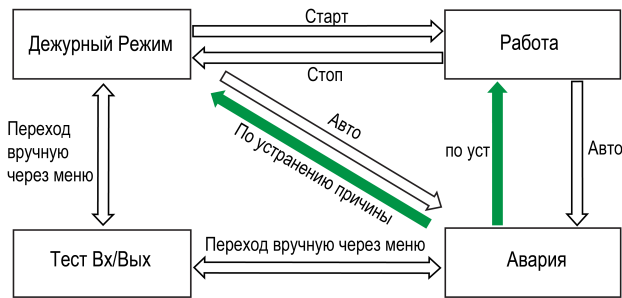 Старт
Дежурный Режим
Работа
Стоп
Авто
Переход
вручную
через меню
По устранению причины
по уст
Авто
Переход вручную через меню
Тест Вх/Вых
Авария